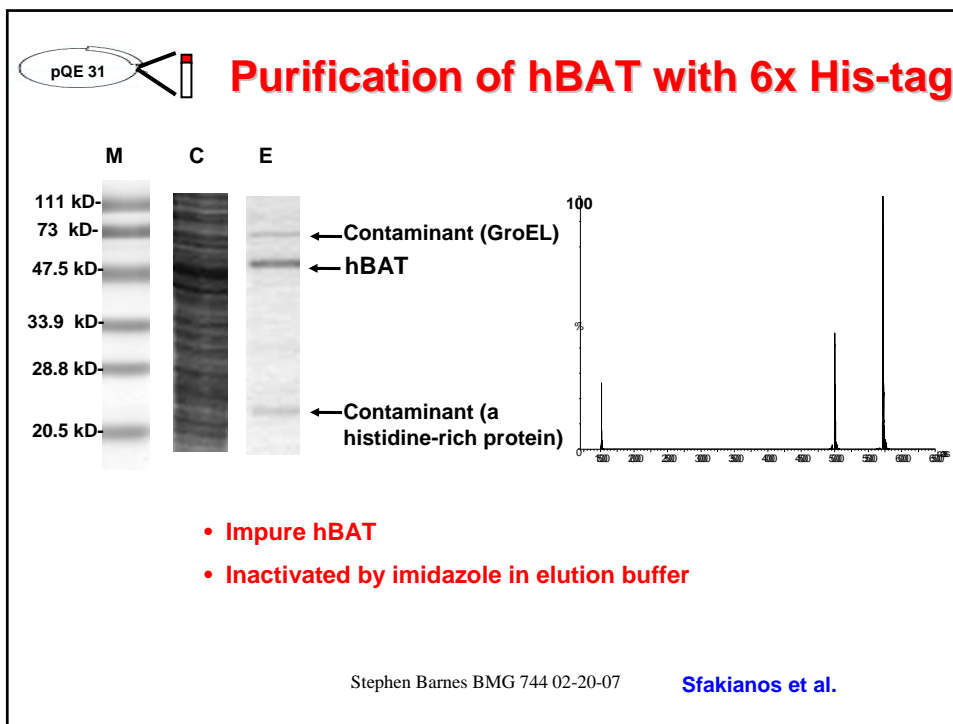 pQE 31
Purification of hBAT with 6x His-tag
M C E
111 kD-
73 kD-
47.5 kD-
33.9 kD-
28.8 kD-
20.5 kD-
Contaminant (GroEL)
hBAT
Contaminant (a
histidine-rich protein)
100
%
0
• Impure hBAT
• Inactivated by imidazole in elution buffer
Stephen Barnes BMG 744 02-20-07 Sfakianos et al.